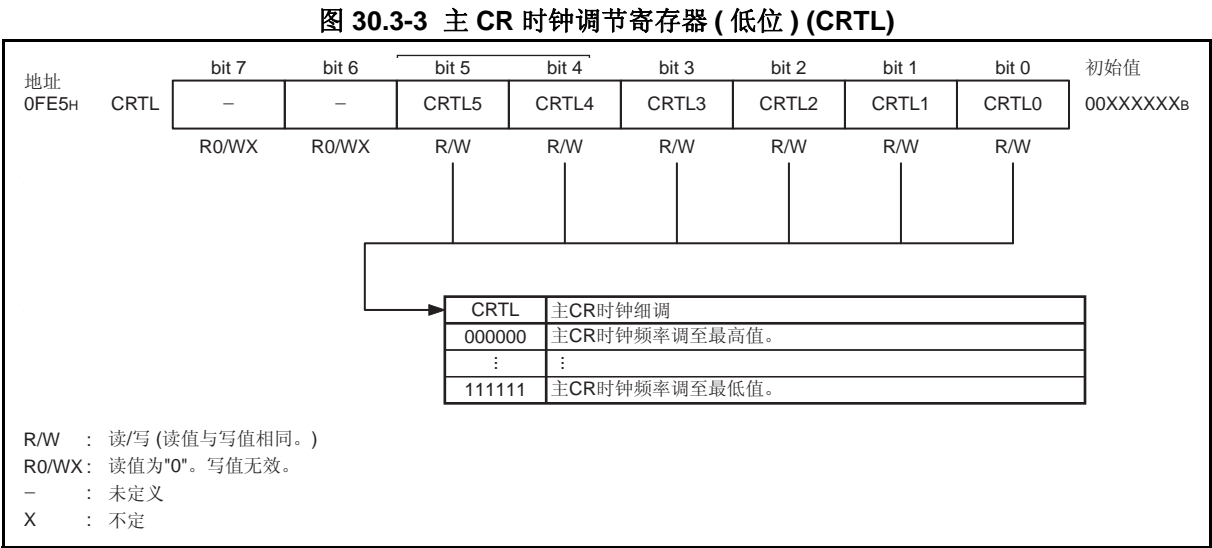 图 30.3-3 主 CR 时钟调节寄存器 ( 低位 ) (CRTL)
地址 bit 7 bit 6 bit 5 bit 4 bit 3 bit 2 bit 1 bit 0 初始值
0FE5H CRTL － － CRTL5 CRTL4 CRTL3 CRTL2 CRTL1 CRTL0 00XXXXXXB
R0/WX R0/WX R/W R/W R/W R/W R/W R/W
CRTL 主CR时钟细调
000000 主CR时钟频率调至最高值。
⋮ ⋮
111111 主CR时钟频率调至最低值。
R/W : 读/写 (读值与写值相同。)
R0/WX : 读值为"0"。写值无效。
－ : 未定义
X : 不定